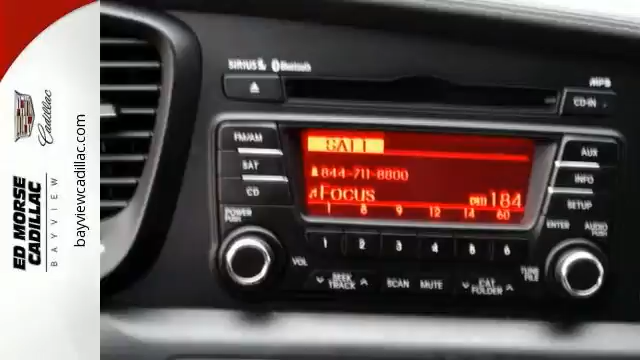 Cadillac
ED MORSE
CADILLAC
BAYVIEW
bayviewcadillac.com
SIRIUS Bluetooth
MP3
CD-IN
FM/AM
SAT
CD
POWER
PUSH
VOL
844-711-8800
FOCUS
184
1 8 9 12 14 60
1 2 3 4 5 6
SEEK
TRACK
SCAN
MUTE
CAT
FOLDER
AUX
INFO
SETUP
ENTER
AUDIO
PUSH
TUNE
FILE